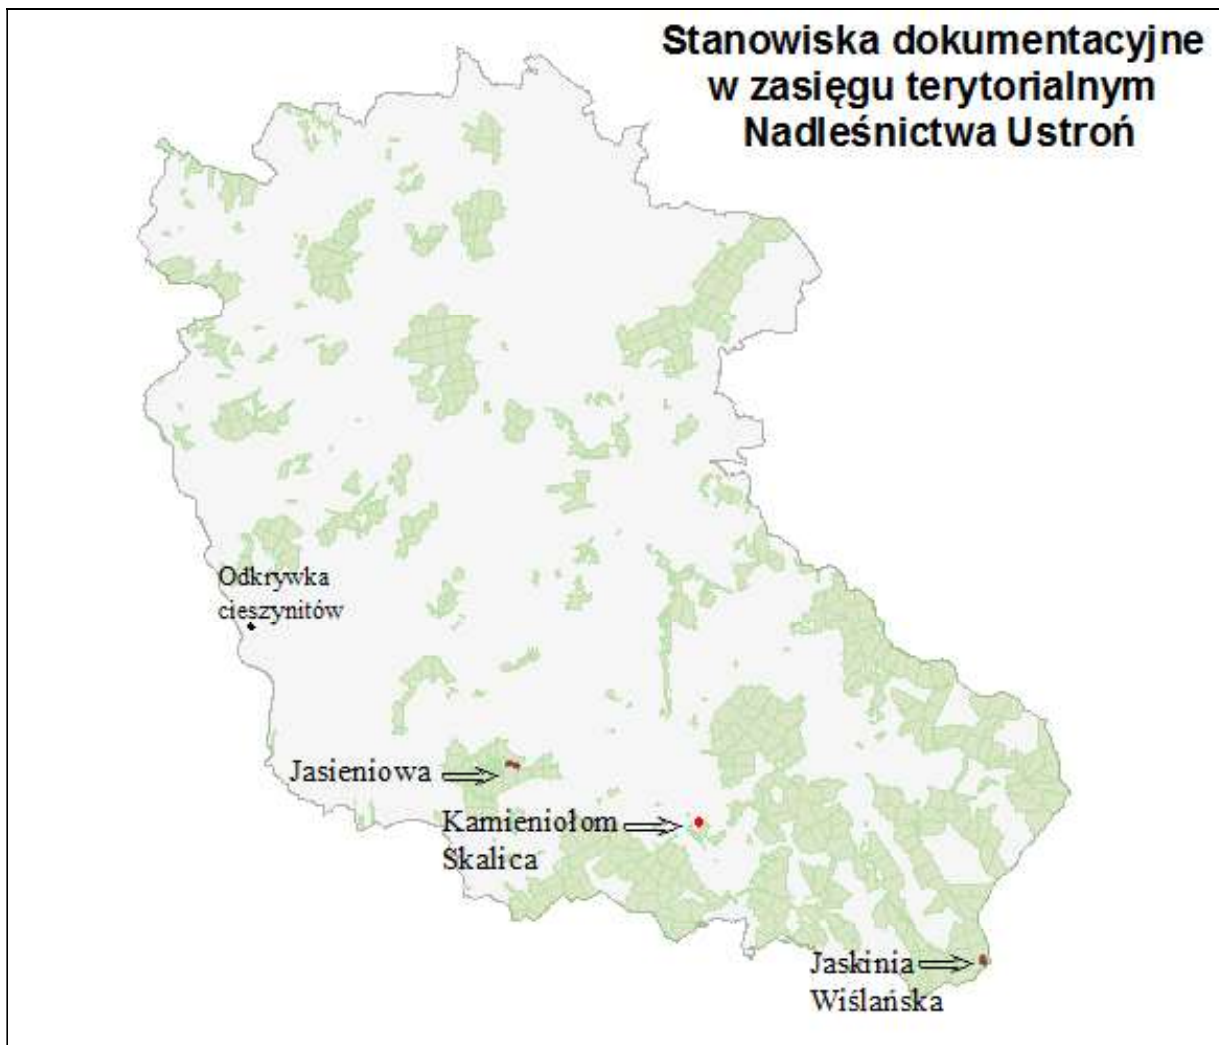 Stanowiska dokumentacyjne
w zasięgu terytorialnym
Nadleśnictwa Ustroń
Odkrywka
cieszynitów
Jasieniowa
Kamieniołom
Skalica
Jaskinia
Wiślańska